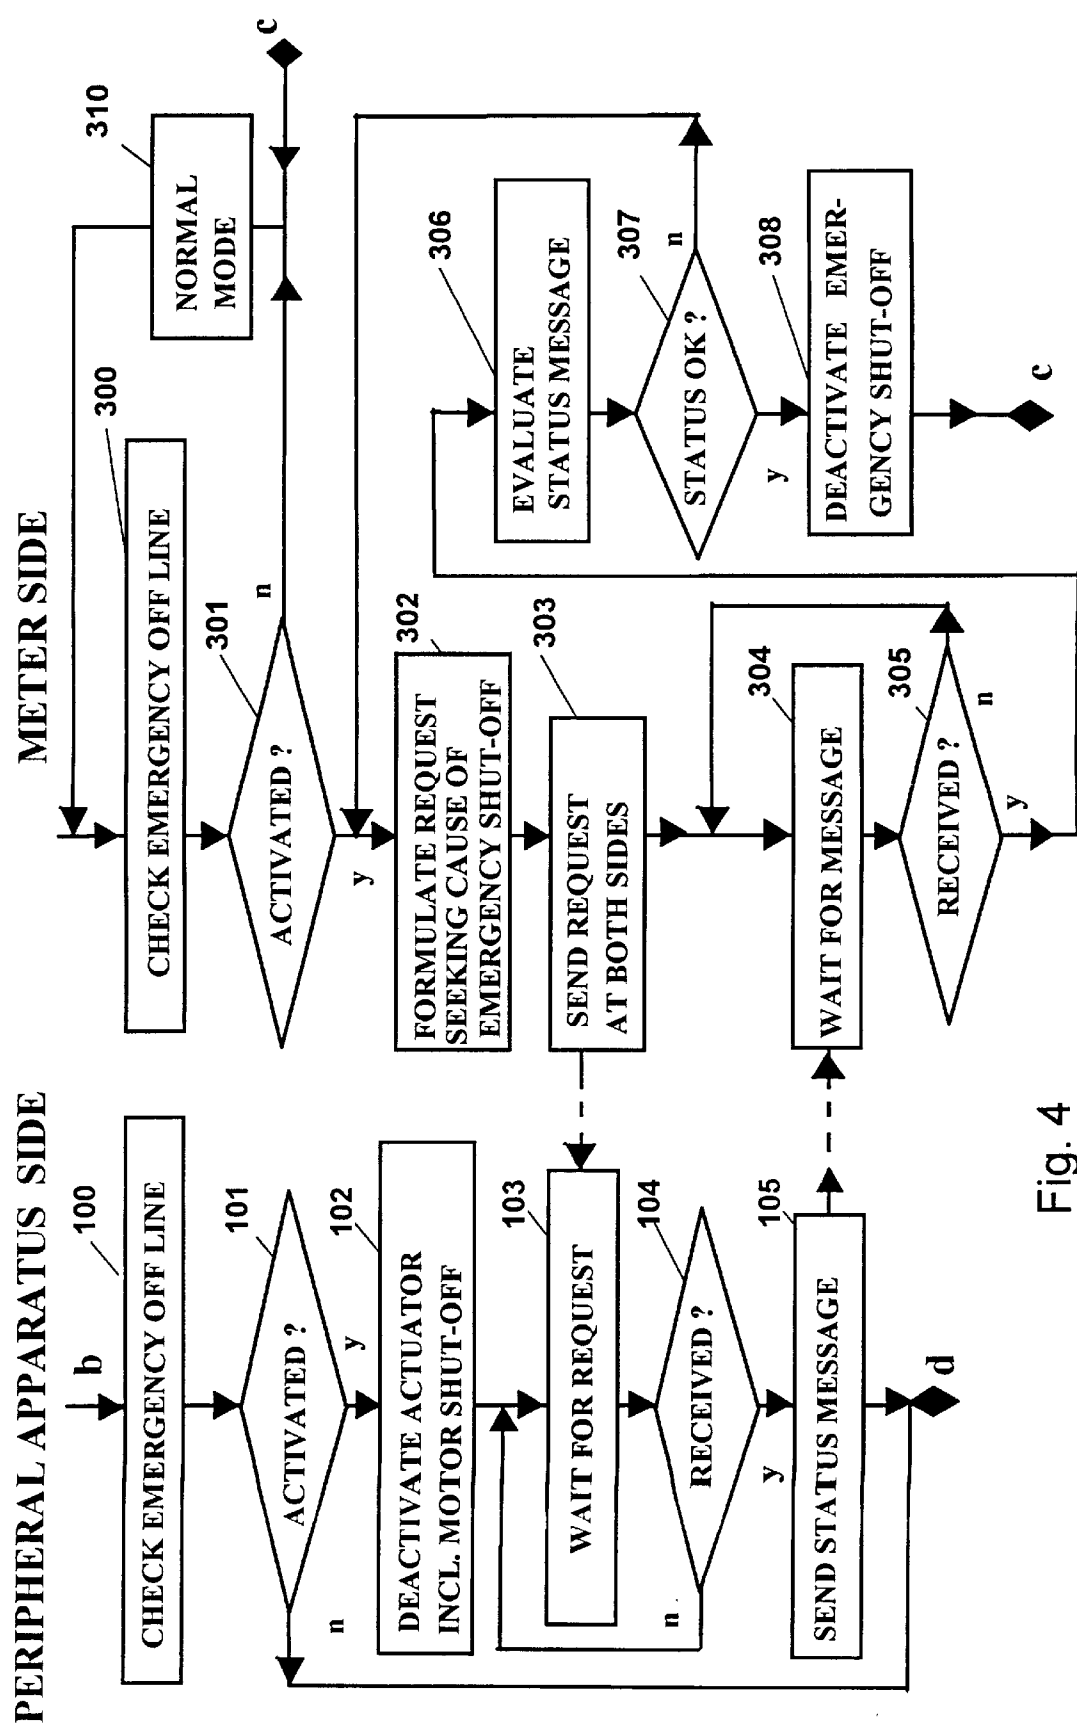 PERIPHERAL APPARATUS SIDE
b
100
CHECK EMERGENCY OFF LINE
101
ACTIVATED ?
n
y
102
DEACTIVATE ACTUATOR
INCL. MOTOR SHUT-OFF
103
WAIT FOR REQUEST
104
RECEIVED ?
n
y
105
SEND STATUS MESSAGE
d
METER SIDE
300
CHECK EMERGENCY OFF LINE
301
ACTIVATED ?
n
y
310
NORMAL
MODE
c
302
FORMULATE REQUEST
SEEKING CAUSE OF
EMERGENCY SHUT-OFF
303
SEND REQUEST
AT BOTH SIDES
304
WAIT FOR MESSAGE
305
RECEIVED ?
n
y
306
EVALUATE
STATUS MESSAGE
307
STATUS OK ?
n
y
308
DEACTIVATE EMER-
GENCY SHUT-OFF
c
Fig. 4